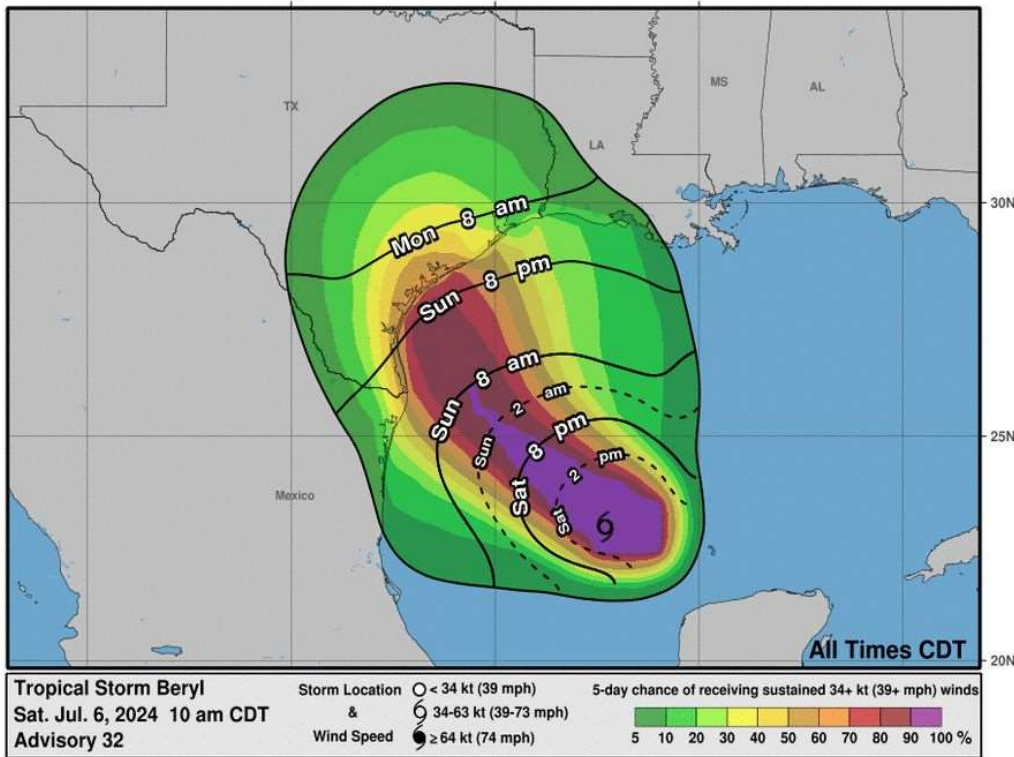 TX
MS
AL
LA
30N
Mon 8 am
Sun 8 pm
Sun 8 am
Sun 2 am
25N
Sat 8 pm
Sat 2 pm
Mexico
All Times CDT
20N
Tropical Storm Beryl
Sat. Jul. 6, 2024 10 am CDT
Advisory 32
Storm Location
&
Wind Speed
< 34 kt (39 mph)
34-63 kt (39-73 mph)
≥ 64 kt (74 mph)
5-day chance of receiving sustained 34+ kt (39+ mph) winds
5 10 20 30 40 50 60 70 80 90 100 %